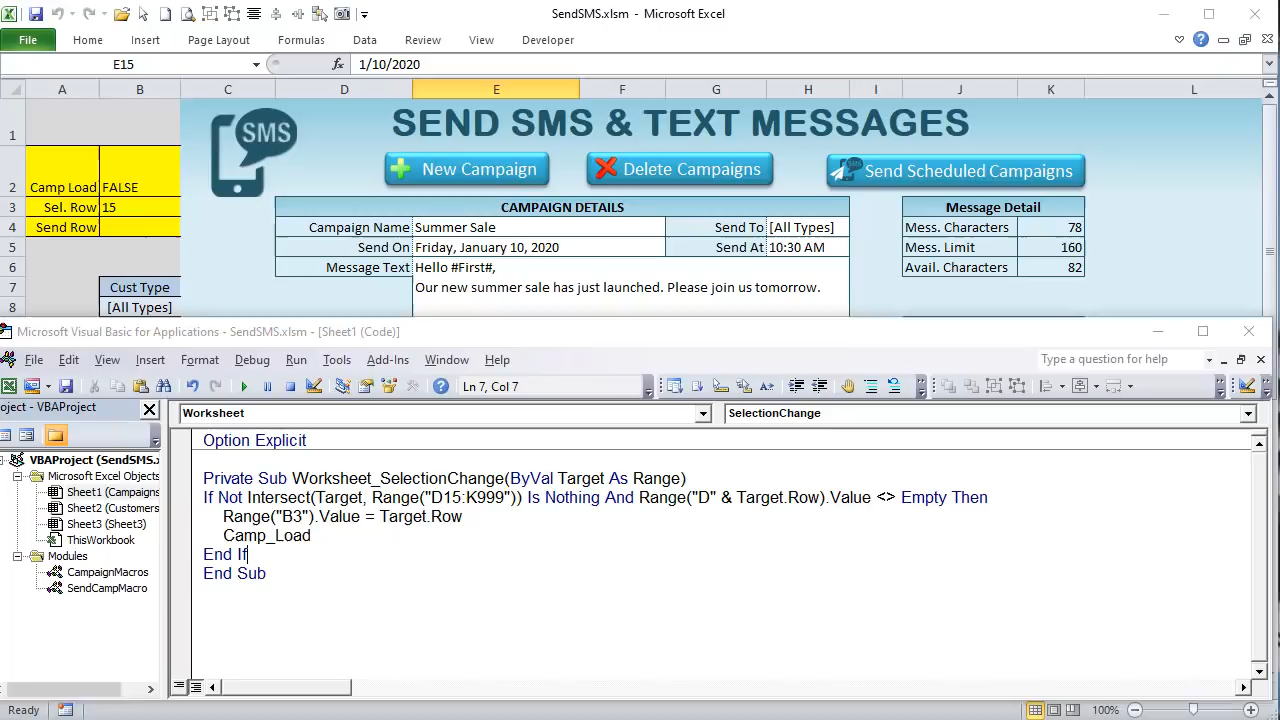 SendSMS.xlsm - Microsoft Excel
File Home Insert Page Layout Formulas Data Review View Developer
E15 fx 1/10/2020
A B C D E F G H I J K L
1 SMS SEND SMS & TEXT MESSAGES
New Campaign Delete Campaigns Send Scheduled Campaigns
2 Camp Load FALSE
3 Sel. Row 15 CAMPAIGN DETAILS Message Detail
4 Send Row Campaign Name Summer Sale Send To [All Types] Mess. Characters 78
5 Send On Friday, January 10, 2020 Send At 10:30 AM Mess. Limit 160
6 Message Text Hello #First#, Avail. Characters 82
7 Cust Type Our new summer sale has just launched. Please join us tomorrow.
8 [All Types]
Microsoft Visual Basic for Applications - SendSMS.xlsm - [Sheet1 (Code)]
File Edit View Insert Format Debug Run Tools Add-Ins Window Help Type a question for help
Ln 7, Col 7
oject - VBAProject
Worksheet SelectionChange
VBAProject (SendSMS.x
Microsoft Excel Objects
Sheet1 (Campaigns
Sheet2 (Customers
Sheet3 (Sheet3)
ThisWorkbook
Modules
CampaignMacros
SendCampMacro
Option Explicit
Private Sub Worksheet_SelectionChange(ByVal Target As Range)
If Not Intersect(Target, Range("D15:K999")) Is Nothing And Range("D" & Target.Row).Value <> Empty Then
Range("B3").Value = Target.Row
Camp_Load
End If
End Sub
Ready 100%